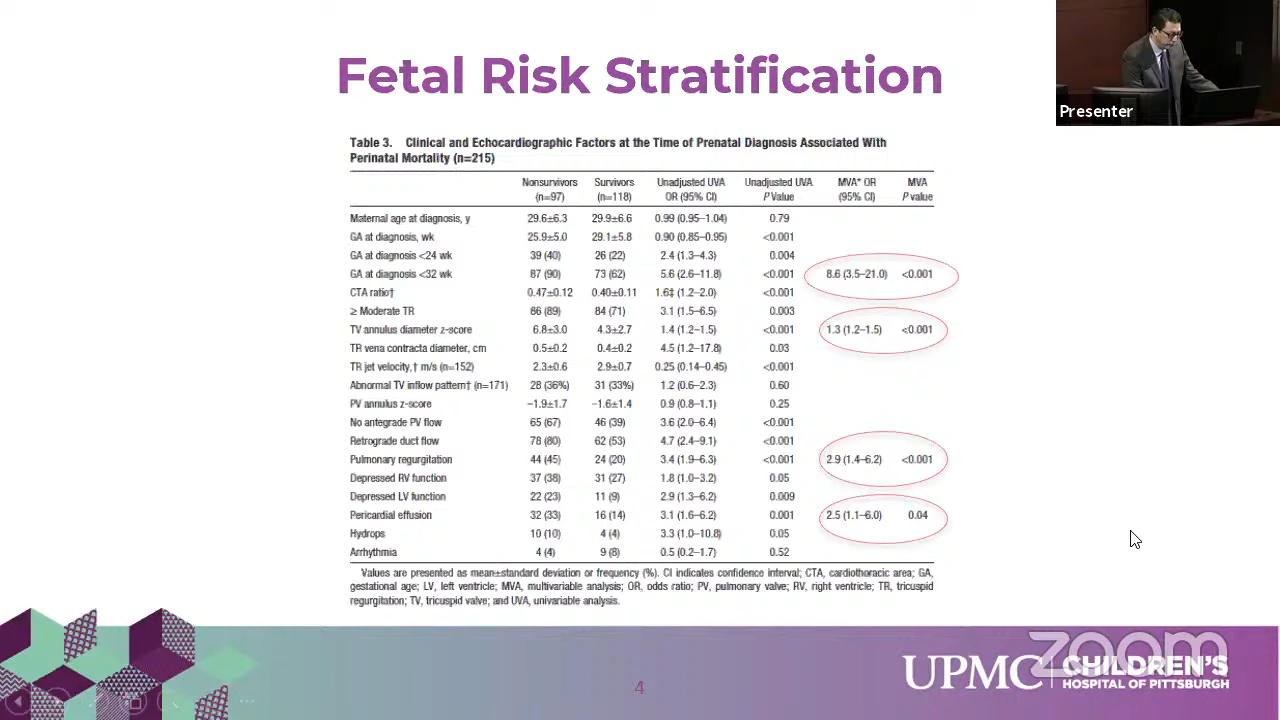 Fetal Risk Stratification
Presenter
Table 3. Clinical and Echocardiographic Factors at the Time of Prenatal Diagnosis Associated With
Perinatal Mortality (n=215)
Nonsurvivors Survivors Unadjusted UVA Unadjusted UVA MVA* OR MVA
(n=97) (n=118) OR (95% CI) P Value (95% CI) P value
Maternal age at diagnosis, y 29.6±6.3 29.9±6.6 0.99 (0.95–1.04) 0.79
GA at diagnosis, wk 25.9±5.0 29.1±5.8 0.90 (0.85–0.95) <0.001
GA at diagnosis <24 wk 39 (40) 26 (22) 2.4 (1.3–4.3) 0.004
GA at diagnosis <32 wk 87 (90) 73 (62) 5.6 (2.6–11.8) <0.001 8.6 (3.5–21.0) <0.001
CTA ratio† 0.47±0.12 0.40±0.11 1.6‡ (1.2–2.0) <0.001
≥ Moderate TR 86 (89) 84 (71) 3.1 (1.5–6.5) 0.003
TV annulus diameter z-score 6.8±3.0 4.3±2.7 1.4 (1.2–1.5) <0.001 1.3 (1.2–1.5) <0.001
TR vena contracta diameter, cm 0.5±0.2 0.4±0.2 4.5 (1.2–17.8) 0.03
TR jet velocity,† m/s (n=152) 2.3±0.6 2.9±0.7 0.25 (0.14–0.45) <0.001
Abnormal TV inflow pattern† (n=171) 28 (36%) 31 (33%) 1.2 (0.6–2.3) 0.60
PV annulus z-score −1.9±1.7 −1.6±1.4 0.9 (0.8–1.1) 0.25
No antegrade PV flow 65 (67) 46 (39) 3.6 (2.0–6.4) <0.001
Retrograde duct flow 78 (80) 62 (53) 4.7 (2.4–9.1) <0.001
Pulmonary regurgitation 44 (45) 24 (20) 3.4 (1.9–6.3) <0.001 2.9 (1.4–6.2) <0.001
Depressed RV function 37 (38) 31 (27) 1.8 (1.0–3.2) 0.05
Depressed LV function 22 (23) 11 (9) 2.9 (1.3–6.2) 0.009
Pericardial effusion 32 (33) 16 (14) 3.1 (1.6–6.2) 0.001 2.5 (1.1–6.0) 0.04
Hydrops 10 (10) 4 (4) 3.3 (1.0–10.8) 0.05
Arrhythmia 4 (4) 9 (8) 0.5 (0.2–1.7) 0.52
Values are presented as mean±standard deviation or frequency (%). CI indicates confidence interval; CTA, cardiothoracic area; GA,
gestational age; LV, left ventricle; MVA, multivariable analysis; OR, odds ratio; PV, pulmonary valve; RV, right ventricle; TR, tricuspid
regurgitation; TV, tricuspid valve; and UVA, univariable analysis.
zoom
UPMC CHILDREN'S
HOSPITAL OF PITTSBURGH
4